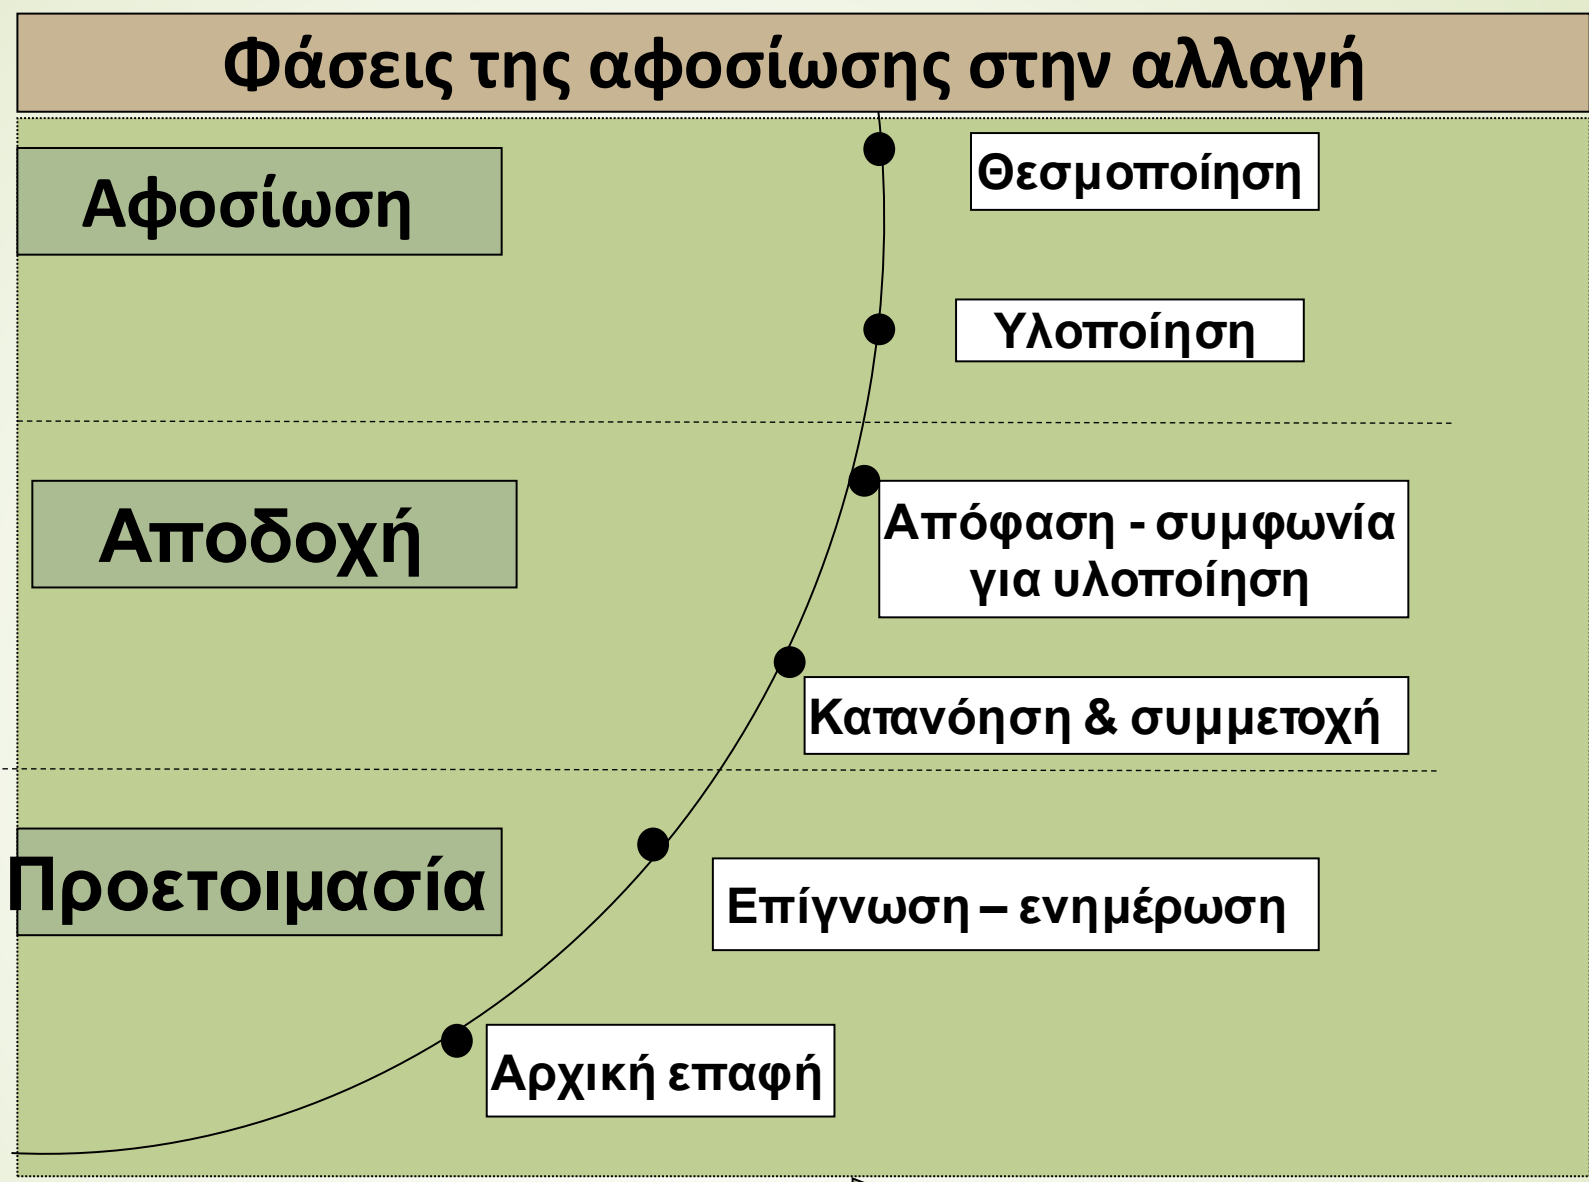 Φάσεις της αφοσίωσης στην αλλαγή
Αφοσίωση
Θεσμοποίηση
Υλοποίηση
Αποδοχή
Απόφαση - συμφωνία
για υλοποίηση
Κατανόηση & συμμετοχή
Προετοιμασία
Επίγνωση – ενημέρωση
Αρχική επαφή